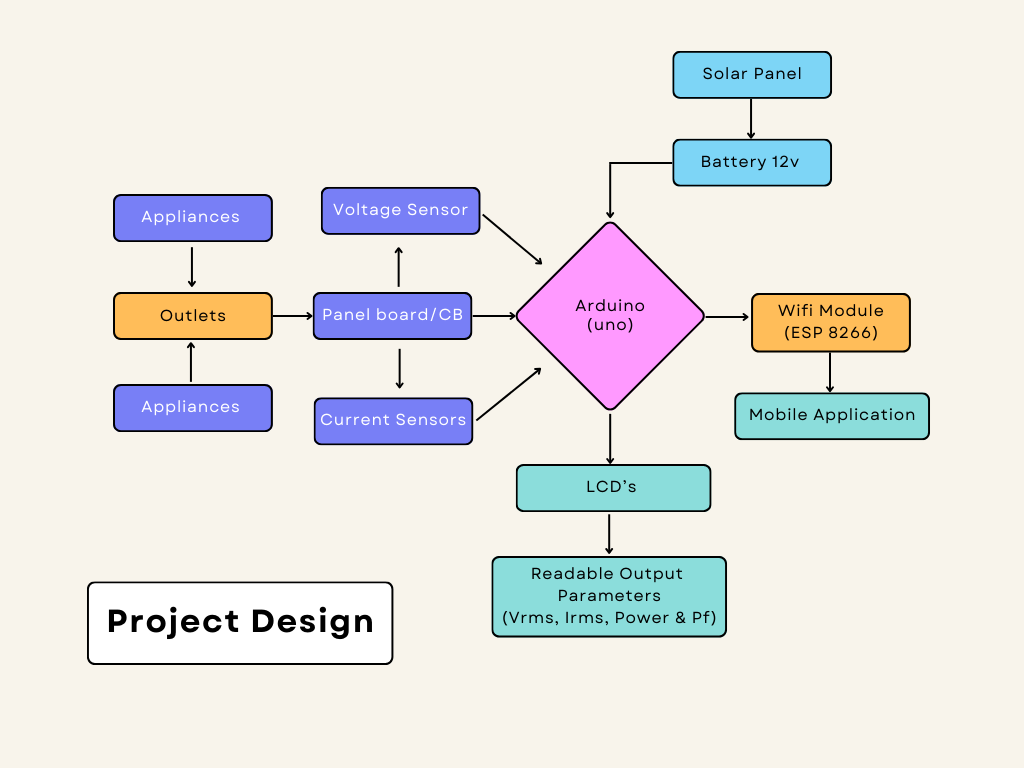 Solar Panel
Battery 12v
Appliances
Voltage Sensor
Outlets
Panel board/CB
Arduino
(uno)
Wifi Module
(ESP 8266)
Appliances
Current Sensors
Mobile Application
LCD’s
Readable Output
Parameters
(Vrms, Irms, Power & Pf)
Project Design